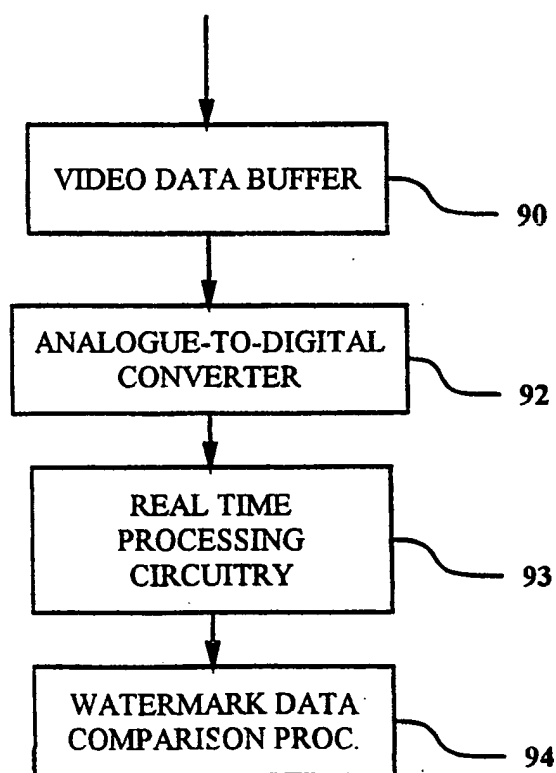 VIDEO DATA BUFFER
90
ANALOGUE-TO-DIGITAL
CONVERTER
92
REAL TIME
PROCESSING
CIRCUITRY
93
WATERMARK DATA
COMPARISON PROC.
94